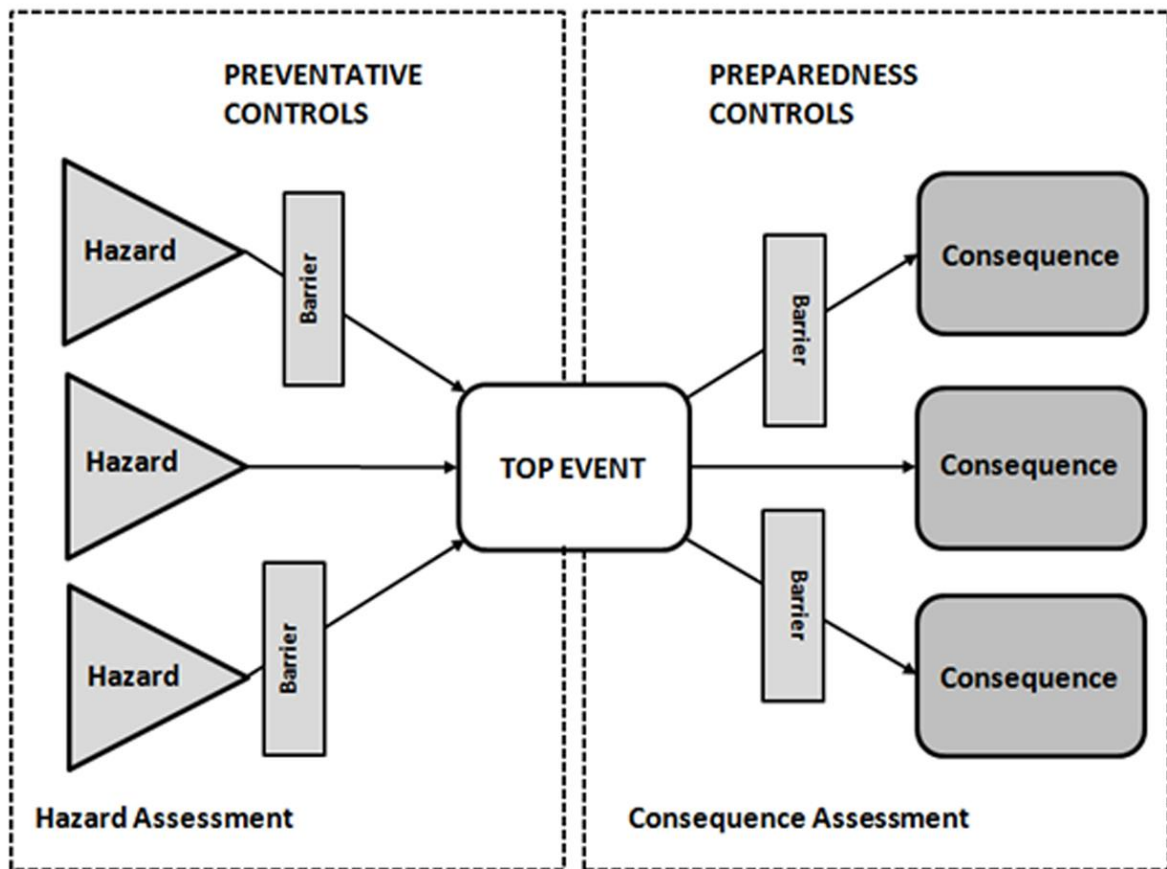 PREVENTATIVE
CONTROLS
PREPAREDNESS
CONTROLS
Hazard
Barrier
Barrier
Consequence
Hazard
TOP EVENT
Consequence
Hazard
Barrier
Barrier
Consequence
Hazard Assessment
Consequence Assessment